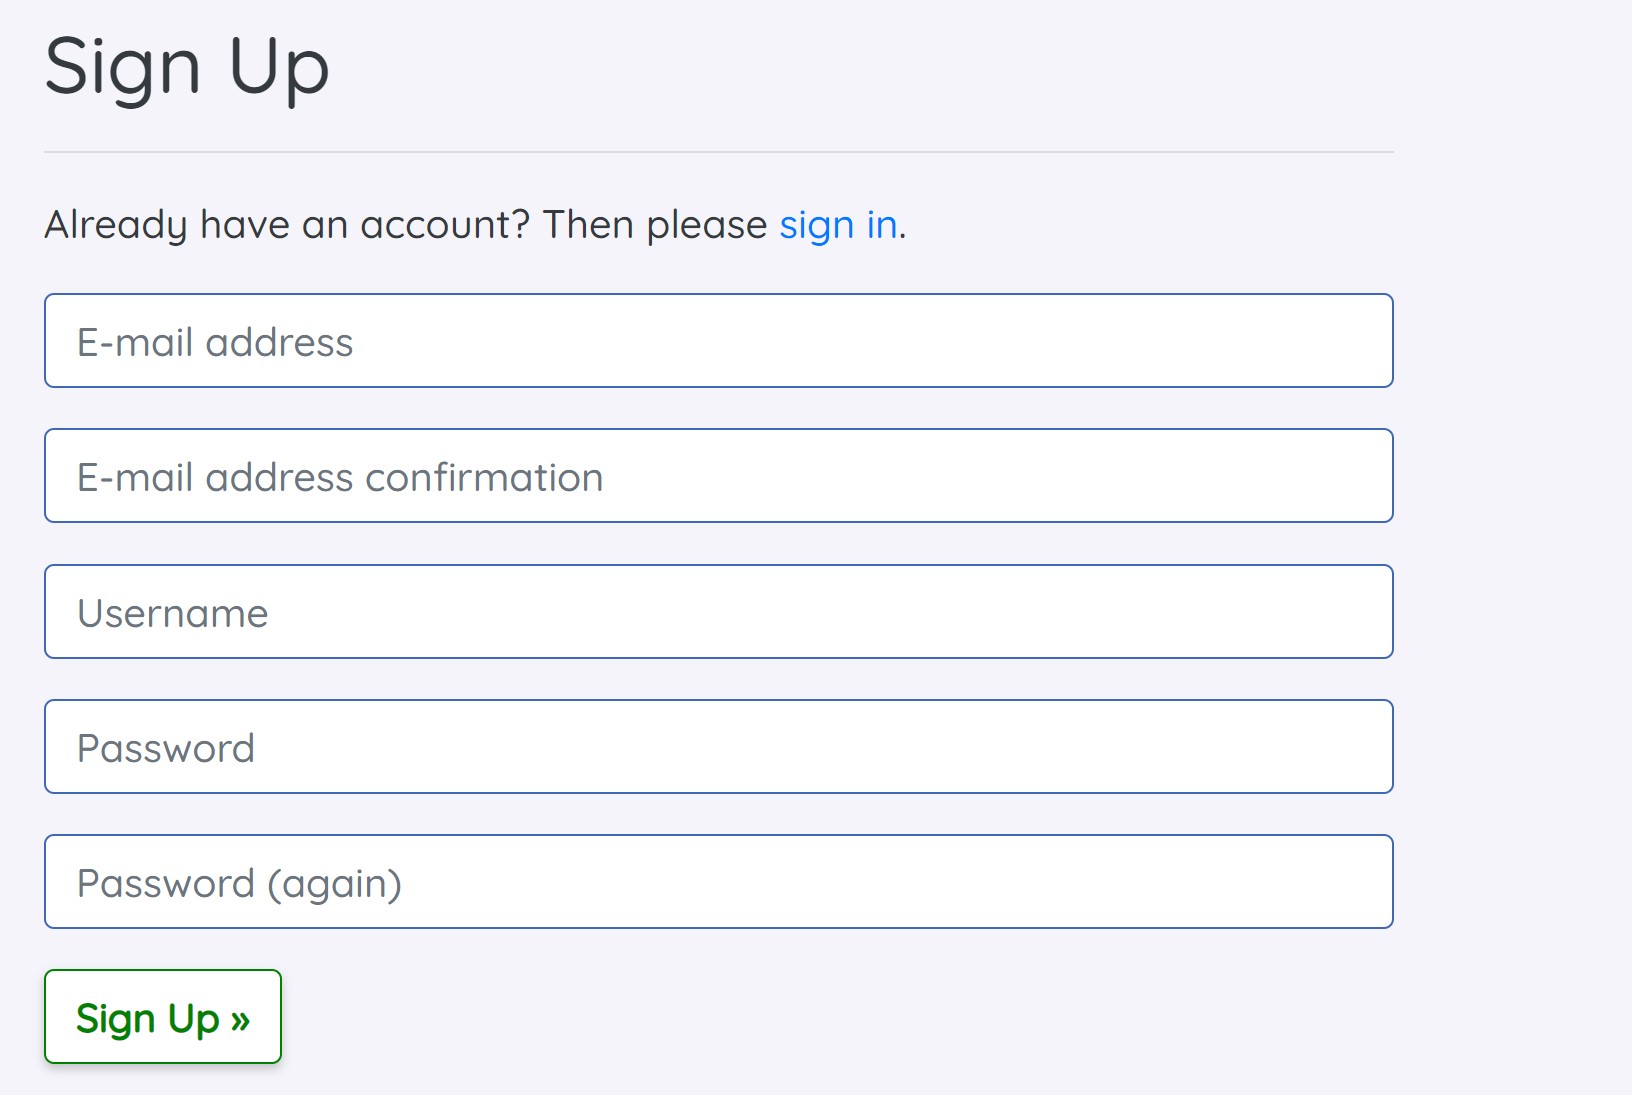 Sign Up
Already have an account? Then please sign in.
E-mail address
E-mail address confirmation
Username
Password
Password (again)
Sign Up »